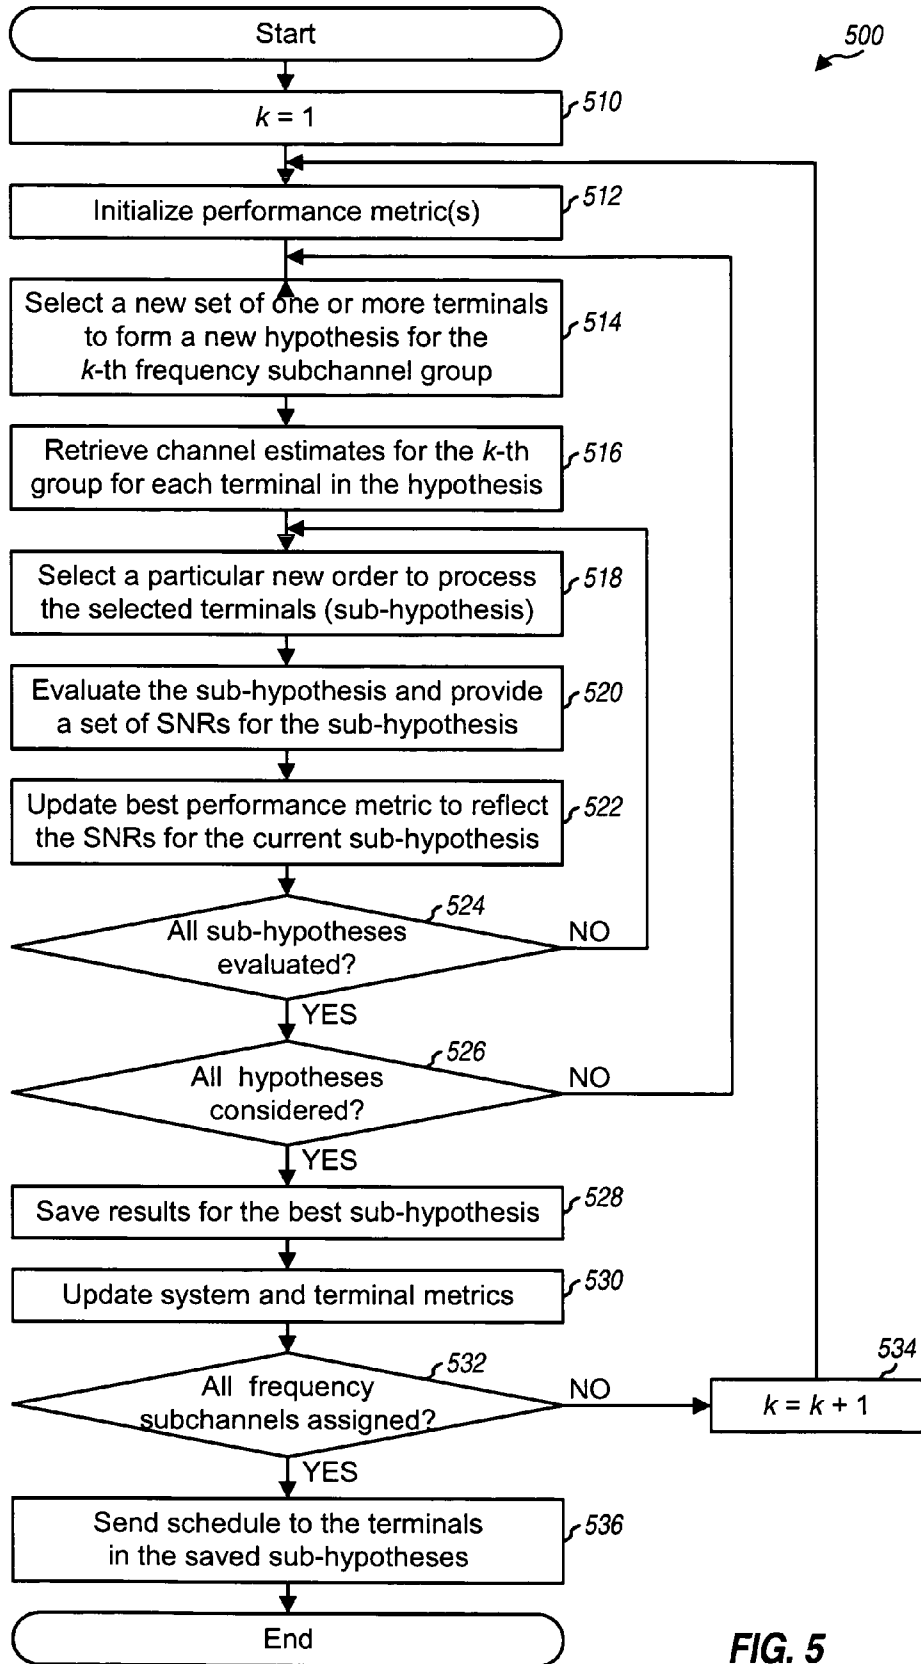 Start
500
k = 1
510
Initialize performance metric(s)
512
Select a new set of one or more terminals
to form a new hypothesis for the
k-th frequency subchannel group
514
Retrieve channel estimates for the k-th
group for each terminal in the hypothesis
516
Select a particular new order to process
the selected terminals (sub-hypothesis)
518
Evaluate the sub-hypothesis and provide
a set of SNRs for the sub-hypothesis
520
Update best performance metric to reflect
the SNRs for the current sub-hypothesis
522
524
All sub-hypotheses
evaluated?
NO
YES
526
All hypotheses
considered?
NO
YES
Save results for the best sub-hypothesis
528
Update system and terminal metrics
530
532
All frequency
subchannels assigned?
NO
534
k = k + 1
YES
Send schedule to the terminals
in the saved sub-hypotheses
536
End
FIG. 5